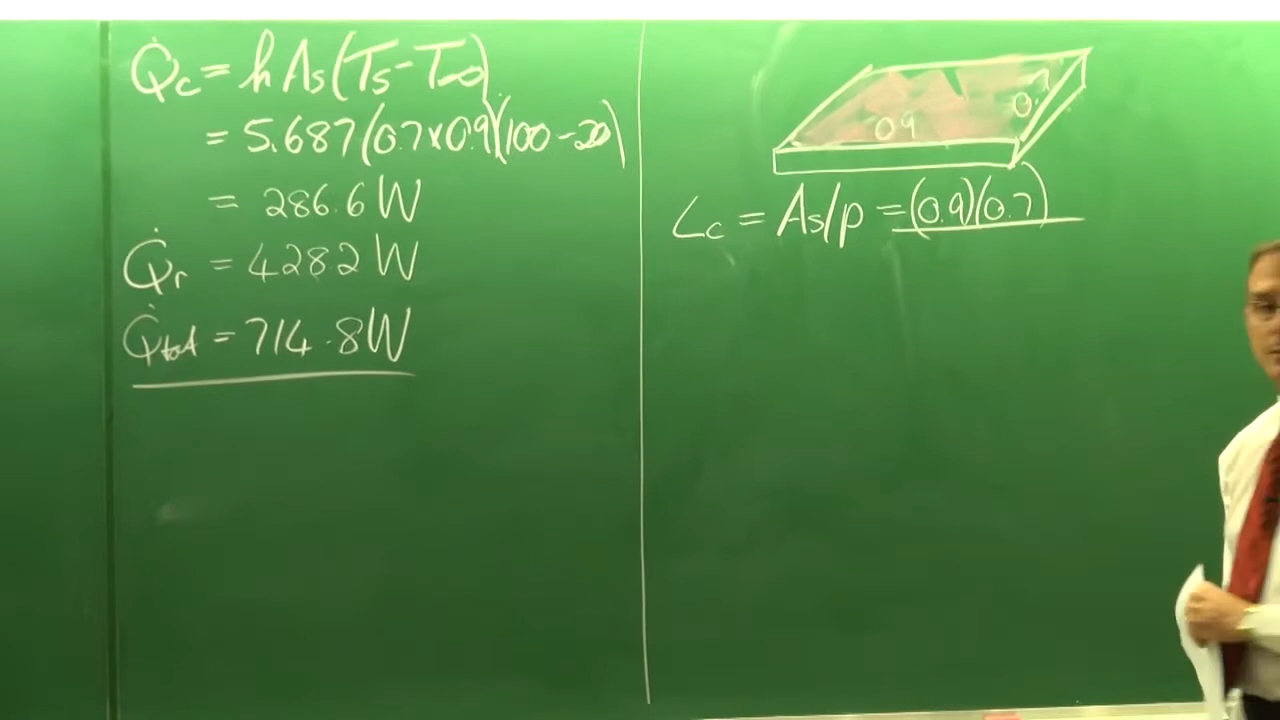 Q̇c = h As(Ts-T∞)
= 5.687(0.7×0.9)(100-20)
= 286.6 W
Q̇r = 428.2 W
Q̇tot = 714.8 W
0.9
0.7
Lc = As/p = (0.9)(0.7)